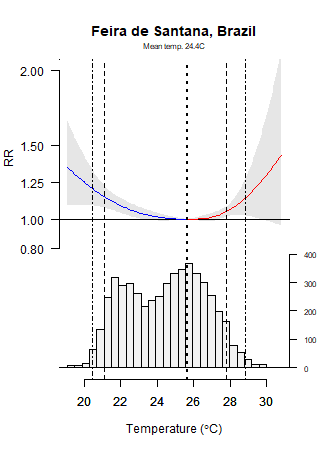 Feira de Santana, Brazil
Mean temp. 24.4C
2.00
1.50
1.25
1.00
0.80
RR
400
300
200
100
0
20 22 24 26 28 30
Temperature (°C)